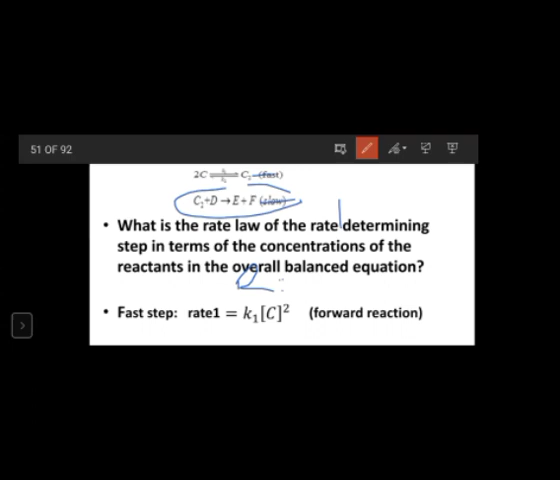 51 OF 92
2C ⇌ C₂ (fast)
C₂+D → E+F (slow)
• What is the rate law of the rate determining
step in terms of the concentrations of the
reactants in the overall balanced equation?
• Fast step: rate1 = k₁[C]² (forward reaction)